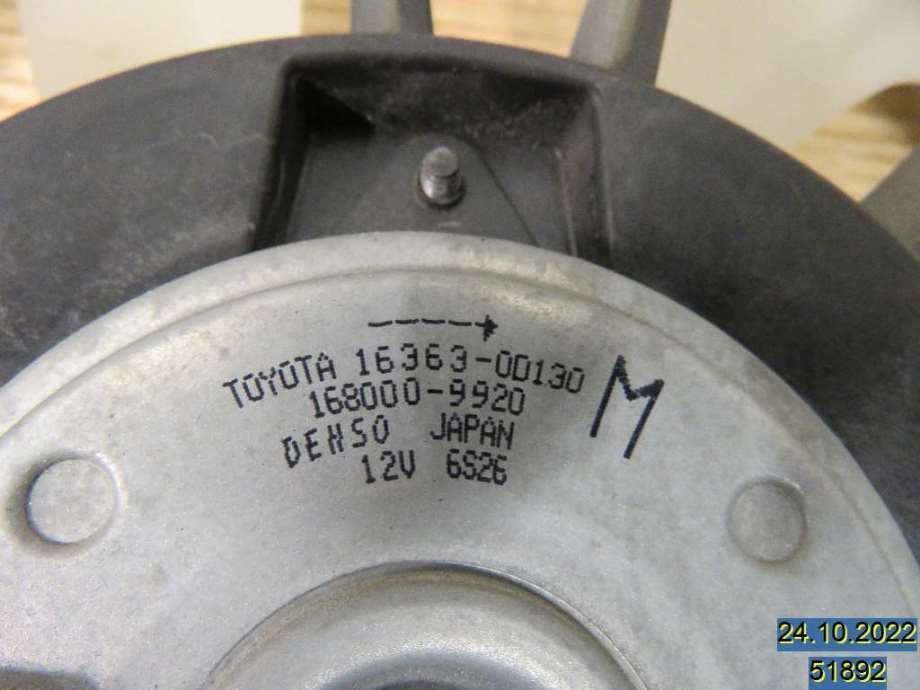 TOYOTA 16363-0D130
168000-9920
DENSO JAPAN
12V 6S26
M
24.10.2022
51892